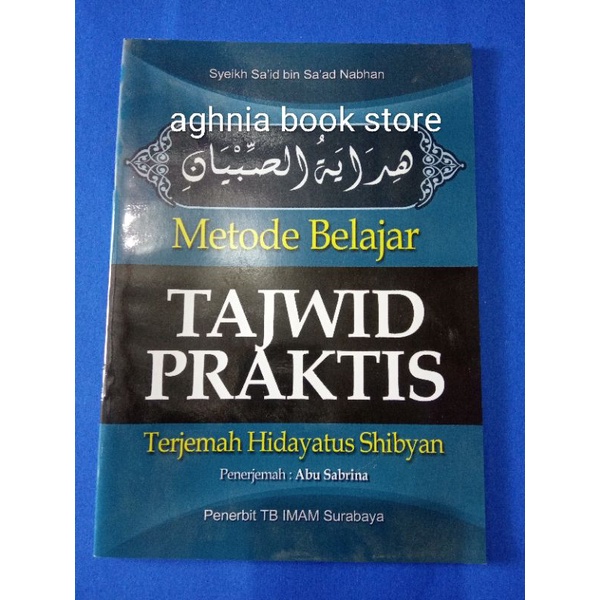 Syeikh Sa'id bin Sa'ad Nabhan
aghnia book store
هِدَايَةُ الصِّبْيَانِ
Metode Belajar
TAJWID
PRAKTIS
Terjemah Hidayatus Shibyan
Penerjemah : Abu Sabrina
Penerbit TB IMAM Surabaya